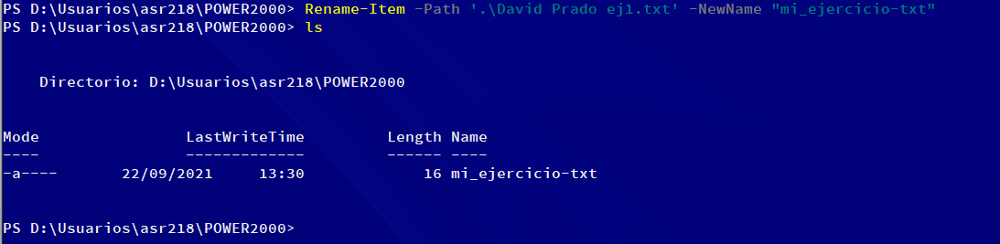 PS D:\Usuarios\asr218\POWER2000> Rename-Item -Path '.\David Prado ej1.txt' -NewName "mi_ejercicio-txt"
PS D:\Usuarios\asr218\POWER2000> ls
Directorio: D:\Usuarios\asr218\POWER2000
Mode LastWriteTime Length Name
---- ------------- ------ ----
-a---- 22/09/2021 13:30 16 mi_ejercicio-txt
PS D:\Usuarios\asr218\POWER2000>